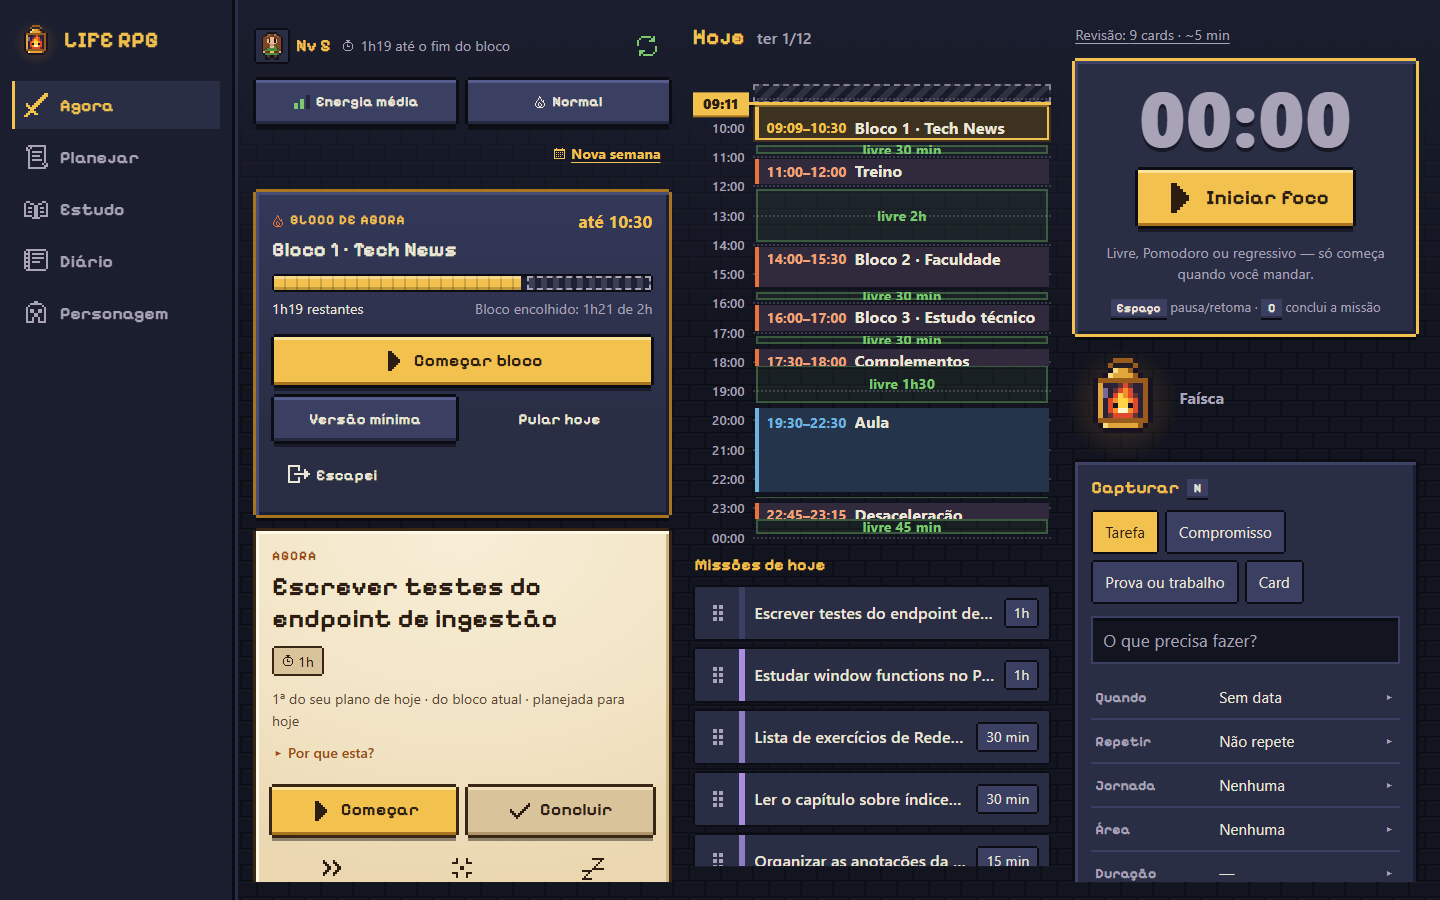 LIFE RPG
Agora
Planejar
Estudo
Diário
Personagem
Nv 8
1h19 até o fim do bloco
Energia média
Normal
Nova semana
BLOCO DE AGORA
até 10:30
Bloco 1 · Tech News
1h19 restantes
Bloco encolhido: 1h21 de 2h
Começar bloco
Versão mínima
Pular hoje
Escapei
AGORA
Escrever testes do
endpoint de ingestão
1h
1ª do seu plano de hoje · do bloco atual · planejada para
hoje
▸ Por que esta?
Começar
Concluir
Hoje
ter 1/12
09:11
09:09–10:30 Bloco 1 · Tech News
10:00
livre 30 min
11:00
11:00–12:00 Treino
12:00
livre 2h
13:00
14:00
14:00–15:30 Bloco 2 · Faculdade
15:00
livre 30 min
16:00
16:00–17:00 Bloco 3 · Estudo técnico
17:00
livre 30 min
17:30–18:00 Complementos
18:00
livre 1h30
19:00
19:30–22:30 Aula
20:00
21:00
22:00
22:45–23:15 Desaceleração
23:00
livre 45 min
00:00
Missões de hoje
Escrever testes do endpoint de...
1h
Estudar window functions no P...
1h
Lista de exercícios de Rede...
30 min
Ler o capítulo sobre índice...
30 min
Organizar as anotações da ...
15 min
Revisão: 9 cards · ~5 min
00:00
Iniciar foco
Livre, Pomodoro ou regressivo — só começa
quando você mandar.
Espaço pausa/retoma · O conclui a missão
Faísca
Capturar N
Tarefa
Compromisso
Prova ou trabalho
Card
O que precisa fazer?
Quando
Sem data
Repetir
Não repete
Jornada
Nenhuma
Área
Nenhuma
Duração
—